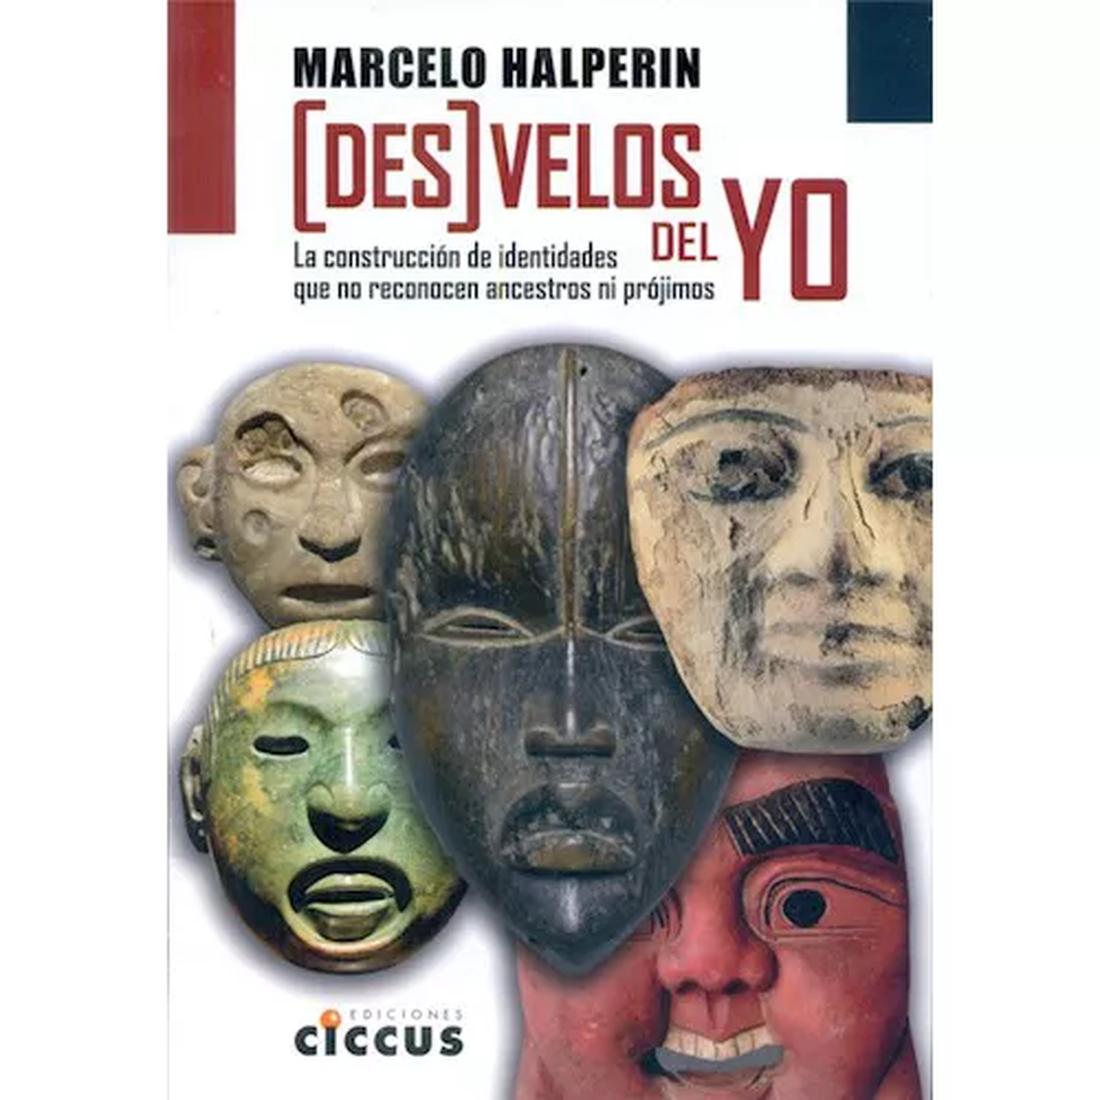 MARCELO HALPERIN
[DES]VELOS
DEL YO
La construcción de identidades
que no reconocen ancestros ni prójimos
EDICIONES
CICCUS